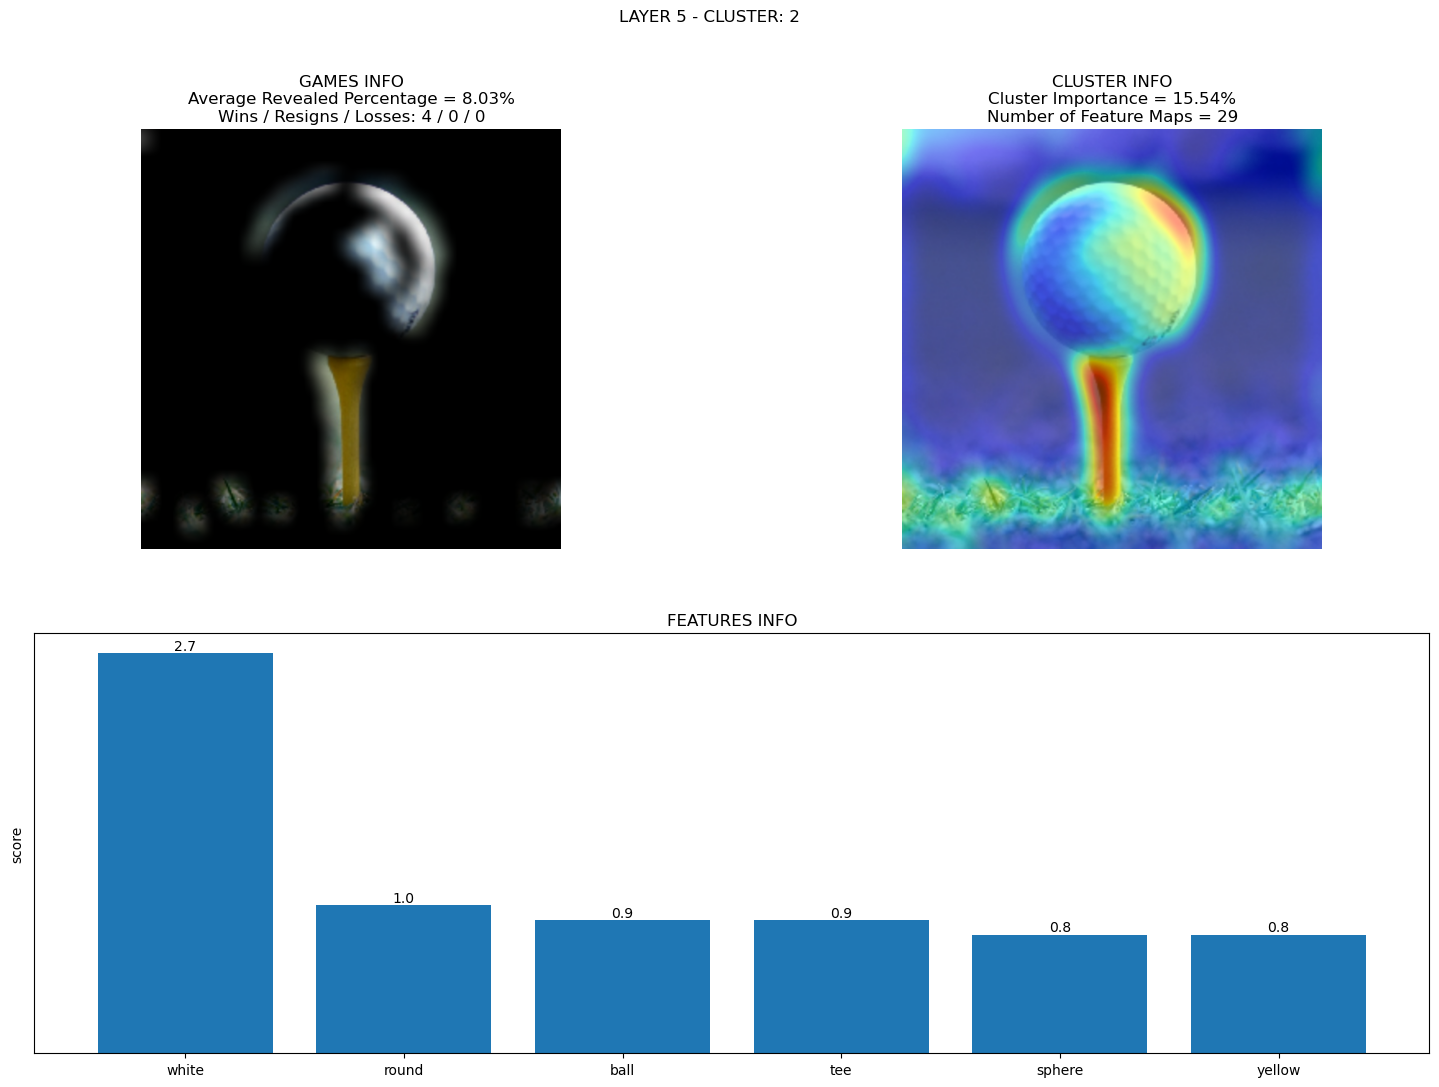 LAYER 5 - CLUSTER: 2
GAMES INFO
Average Revealed Percentage = 8.03%
Wins / Resigns / Losses: 4 / 0 / 0
CLUSTER INFO
Cluster Importance = 15.54%
Number of Feature Maps = 29
FEATURES INFO
score
2.7
1.0
0.9
0.9
0.8
0.8
white
round
ball
tee
sphere
yellow